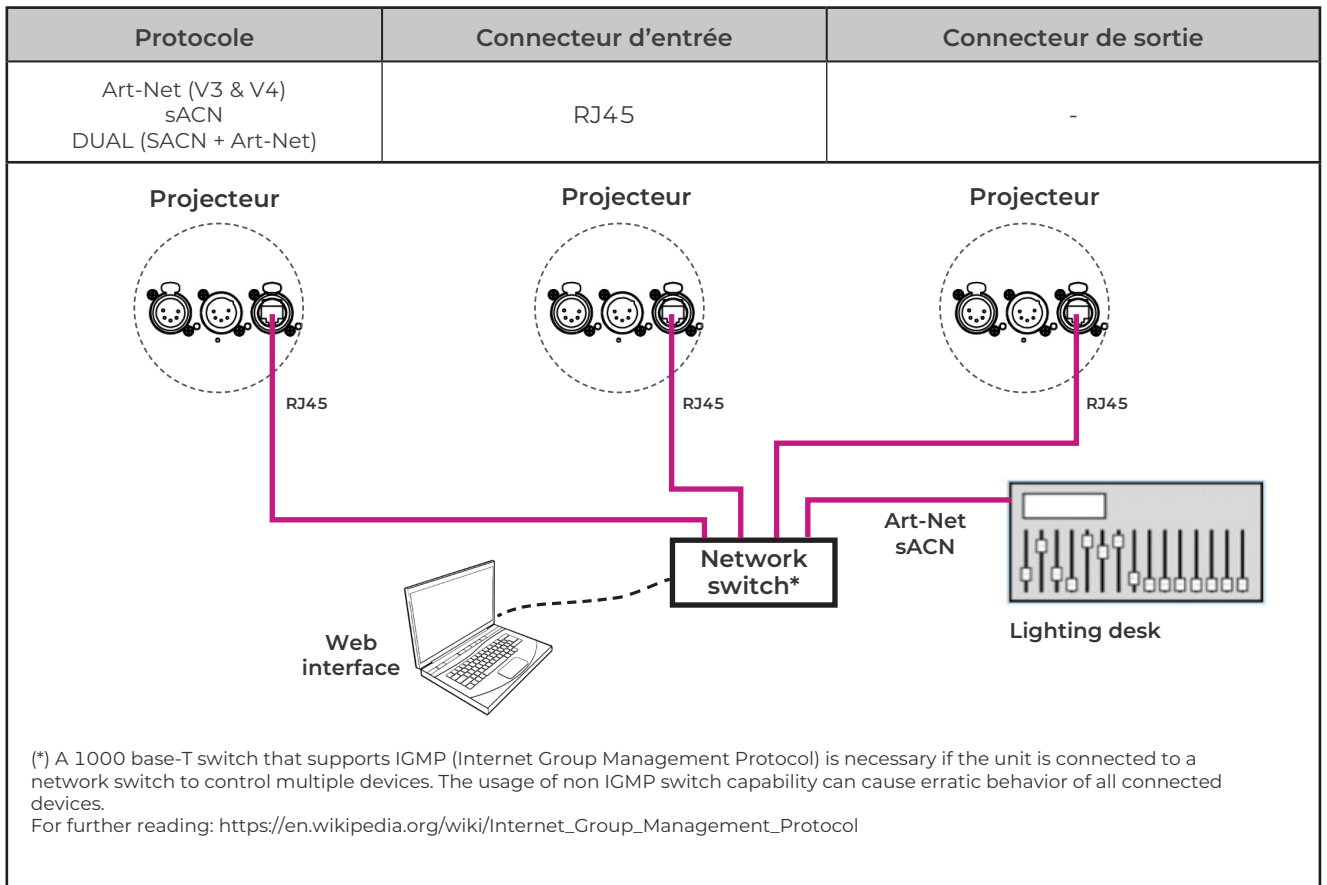 Protocole
Connecteur d'entrée
Connecteur de sortie
Art-Net (V3 & V4)
sACN
DUAL (SACN + Art-Net)
RJ45
-
Projecteur
Projecteur
Projecteur
RJ45
RJ45
RJ45
Art-Net
sACN
Network
switch*
Web
interface
Lighting desk
(*) A 1000 base-T switch that supports IGMP (Internet Group Management Protocol) is necessary if the unit is connected to a
network switch to control multiple devices. The usage of non IGMP switch capability can cause erratic behavior of all connected
devices.
For further reading: https://en.wikipedia.org/wiki/Internet_Group_Management_Protocol